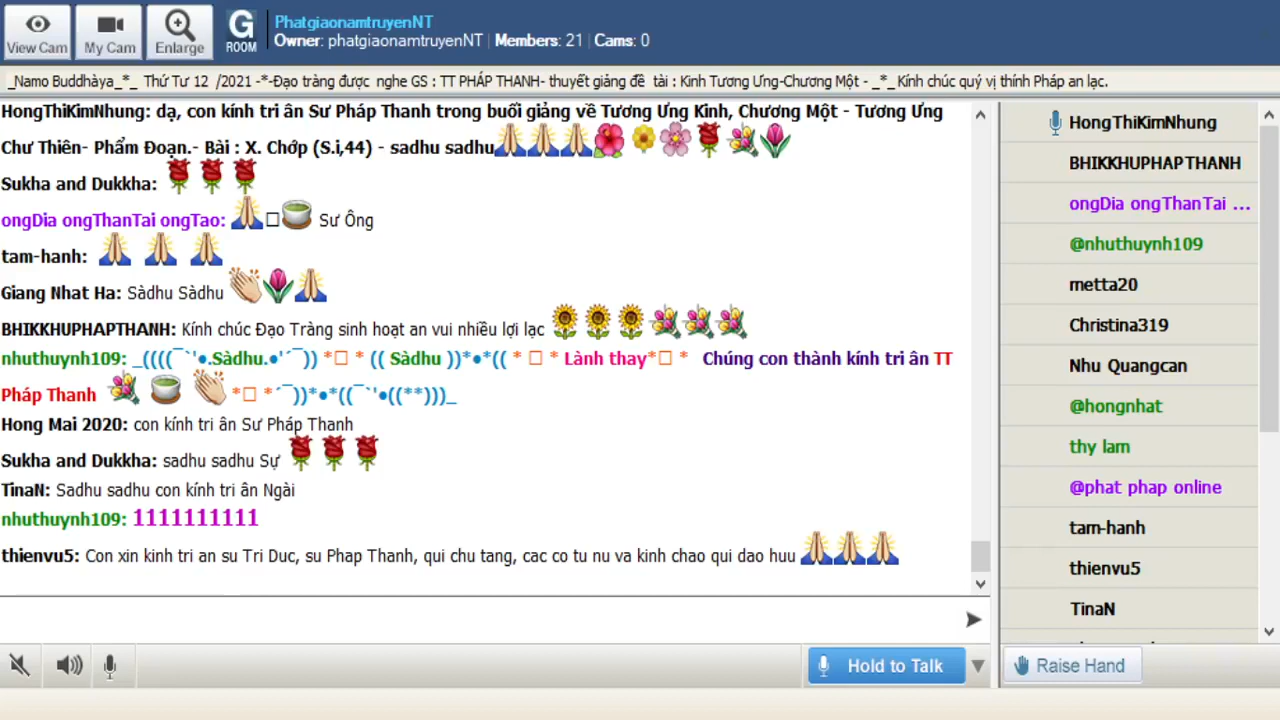 View Cam
My Cam
Enlarge
G
ROOM
PhatgiaonamtruyenNT
Owner: phatgiaonamtruyenNT | Members: 21 | Cams: 0
_Namo Buddhàya_*_ Thứ Tư 12 /2021 -*-Đạo tràng được nghe GS : TT PHÁP THANH- thuyết giảng đề tài : Kinh Tương Ưng-Chương Một - _*_Kính chúc quý vị thính Pháp an lạc.
HongThiKimNhung: dạ, con kính tri ân Sư Pháp Thanh trong buổi giảng về Tương Ưng Kinh, Chương Một - Tương Ưng
Chư Thiên- Phẩm Đoạn.- Bài : X. Chớp (S.i,44) - sadhu sadhu🙏🙏🙏🌺🌼🌸🌹💐🌷
Sukha and Dukkha: 🌹🌹🌹
ongDia ongThanTai ongTao: 🙏□🍵 Sư Ông
tam-hanh: 🙏 🙏 🙏
Giang Nhat Ha: Sàdhu Sàdhu 👏🌷🙏
BHIKKHUPHAPTHANH: Kính chúc Đạo Tràng sinh hoạt an vui nhiều lợi lạc 🌻🌻🌻💐💐💐
nhuthuynh109: _((((¯`'•.Sàdhu.•'´¯)) *□ * (( Sàdhu ))*•*(( * □ * Lành thay*□ * Chúng con thành kính tri ân TT
Pháp Thanh 💐 🍵 👏 *□ *´¯))*•*((¯`'•((**)))_
Hong Mai 2020: con kính tri ân Sư Pháp Thanh
Sukha and Dukkha: sadhu sadhu Sự 🌹🌹🌹
TinaN: Sadhu sadhu con kính tri ân Ngài
nhuthuynh109: 1111111111
thienvu5: Con xin kinh tri an su Tri Duc, su Phap Thanh, qui chu tang, cac co tu nu va kinh chao qui dao huu 🙏🙏🙏
HongThiKimNhung
BHIKKHUPHAPTHANH
ongDia ongThanTai ...
@nhuthuynh109
metta20
Christina319
Nhu Quangcan
@hongnhat
thy lam
@phat phap online
tam-hanh
thienvu5
TinaN
Hold to Talk
Raise Hand